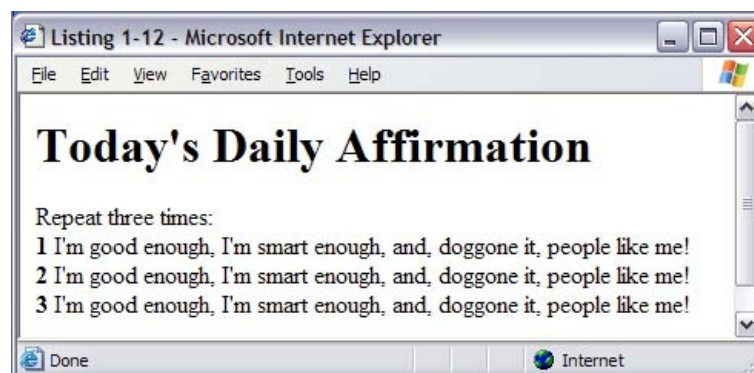 Listing 1-12 - Microsoft Internet Explorer
File Edit View Favorites Tools Help
Today's Daily Affirmation
Repeat three times:
1 I'm good enough, I'm smart enough, and, doggone it, people like me!
2 I'm good enough, I'm smart enough, and, doggone it, people like me!
3 I'm good enough, I'm smart enough, and, doggone it, people like me!
Done Internet